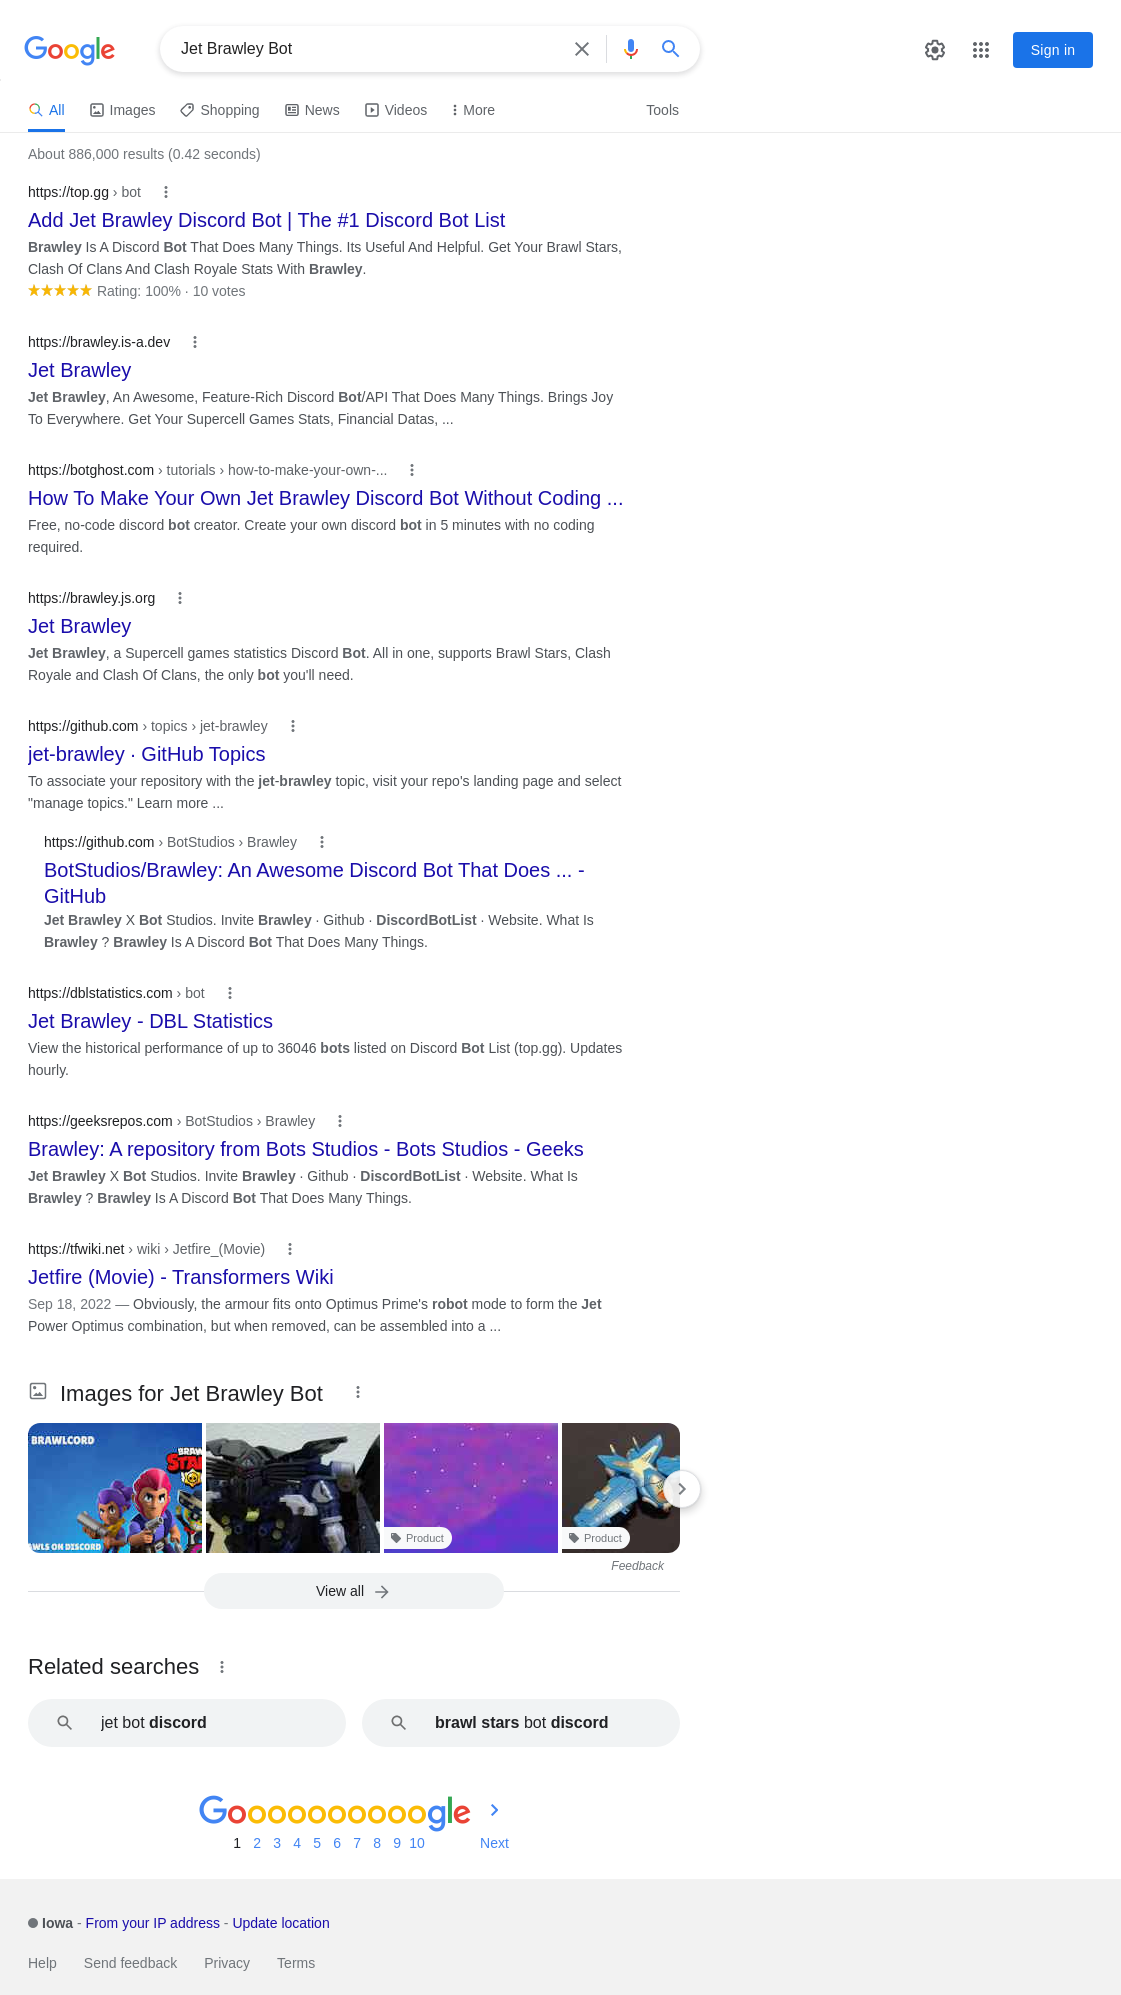 Google
Jet Brawley Bot
Sign in
All
Images
Shopping
News
Videos
More
Tools
About 886,000 results (0.42 seconds)
https://top.gg › bot
Add Jet Brawley Discord Bot | The #1 Discord Bot List
Brawley Is A Discord Bot That Does Many Things. Its Useful And Helpful. Get Your Brawl Stars,
Clash Of Clans And Clash Royale Stats With Brawley.
Rating: 100% · 10 votes
https://brawley.is-a.dev
Jet Brawley
Jet Brawley, An Awesome, Feature-Rich Discord Bot/API That Does Many Things. Brings Joy
To Everywhere. Get Your Supercell Games Stats, Financial Datas, ...
https://botghost.com › tutorials › how-to-make-your-own-...
How To Make Your Own Jet Brawley Discord Bot Without Coding ...
Free, no-code discord bot creator. Create your own discord bot in 5 minutes with no coding
required.
https://brawley.js.org
Jet Brawley
Jet Brawley, a Supercell games statistics Discord Bot. All in one, supports Brawl Stars, Clash
Royale and Clash Of Clans, the only bot you'll need.
https://github.com › topics › jet-brawley
jet-brawley · GitHub Topics
To associate your repository with the jet-brawley topic, visit your repo's landing page and select
"manage topics." Learn more ...
https://github.com › BotStudios › Brawley
BotStudios/Brawley: An Awesome Discord Bot That Does ... -
GitHub
Jet Brawley X Bot Studios. Invite Brawley · Github · DiscordBotList · Website. What Is
Brawley ? Brawley Is A Discord Bot That Does Many Things.
https://dblstatistics.com › bot
Jet Brawley - DBL Statistics
View the historical performance of up to 36046 bots listed on Discord Bot List (top.gg). Updates
hourly.
https://geeksrepos.com › BotStudios › Brawley
Brawley: A repository from Bots Studios - Bots Studios - Geeks
Jet Brawley X Bot Studios. Invite Brawley · Github · DiscordBotList · Website. What Is
Brawley ? Brawley Is A Discord Bot That Does Many Things.
https://tfwiki.net › wiki › Jetfire_(Movie)
Jetfire (Movie) - Transformers Wiki
Sep 18, 2022 — Obviously, the armour fits onto Optimus Prime's robot mode to form the Jet
Power Optimus combination, but when removed, can be assembled into a ...
Images for Jet Brawley Bot
BRAWLCORD
BRAW
STA
AWLS ON DISCORD
Product
Product
Feedback
View all
Related searches
jet bot discord
brawl stars bot discord
Goooooooooogle
1 2 3 4 5 6 7 8 9 10 Next
Iowa - From your IP address - Update location
Help Send feedback Privacy Terms